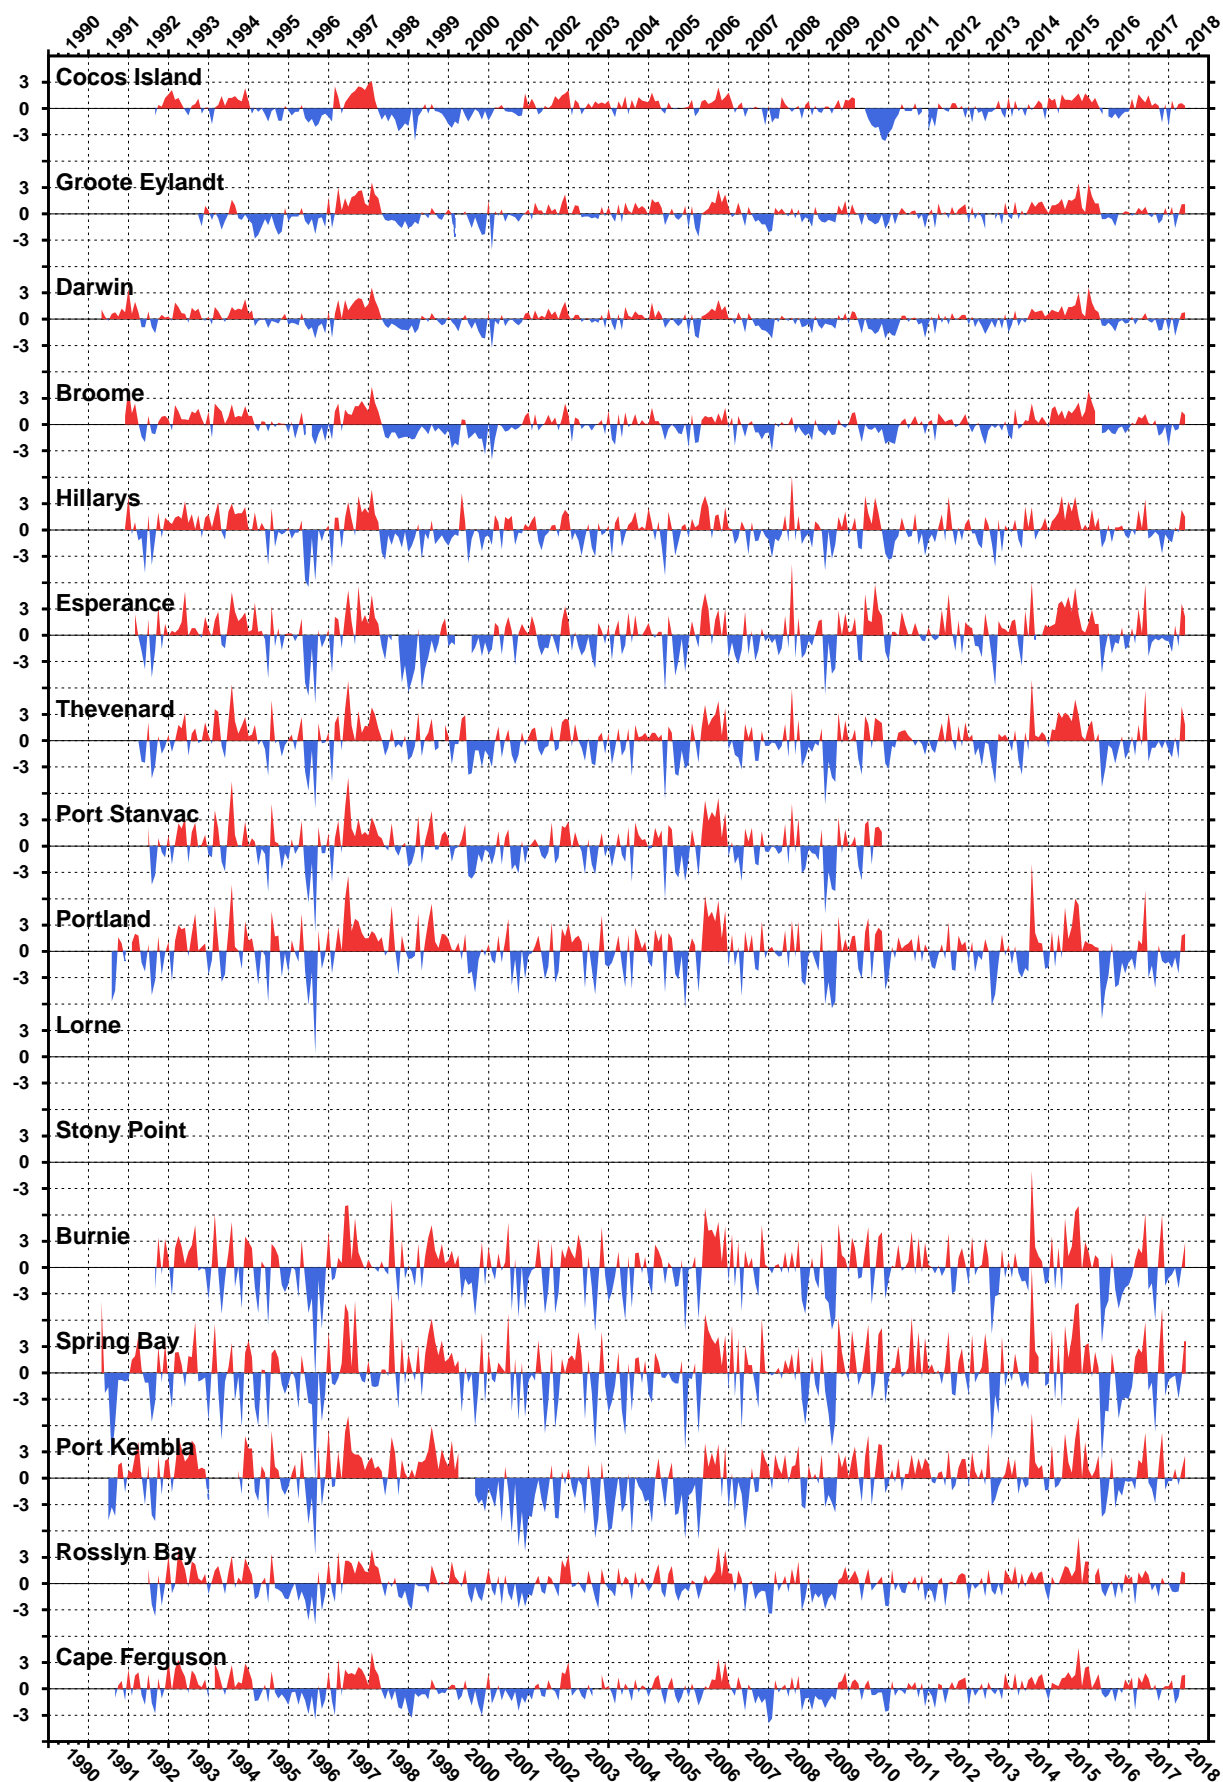 1990 1991 1992 1993 1994 1995 1996 1997 1998 1999 2000 2001 2002 2003 2004 2005 2006 2007 2008 2009 2010 2011 2012 2013 2014 2015 2016 2017 2018
Cocos Island
3
0
-3
Groote Eylandt
3
0
-3
Darwin
3
0
-3
Broome
3
0
-3
Hillarys
3
0
-3
Esperance
3
0
-3
Thevenard
3
0
-3
Port Stanvac
3
0
-3
Portland
3
0
-3
Lorne
3
0
-3
Stony Point
3
0
-3
Burnie
3
0
-3
Spring Bay
3
0
-3
Port Kembla
3
0
-3
Rosslyn Bay
3
0
-3
Cape Ferguson
3
0
-3
1990 1991 1992 1993 1994 1995 1996 1997 1998 1999 2000 2001 2002 2003 2004 2005 2006 2007 2008 2009 2010 2011 2012 2013 2014 2015 2016 2017 2018